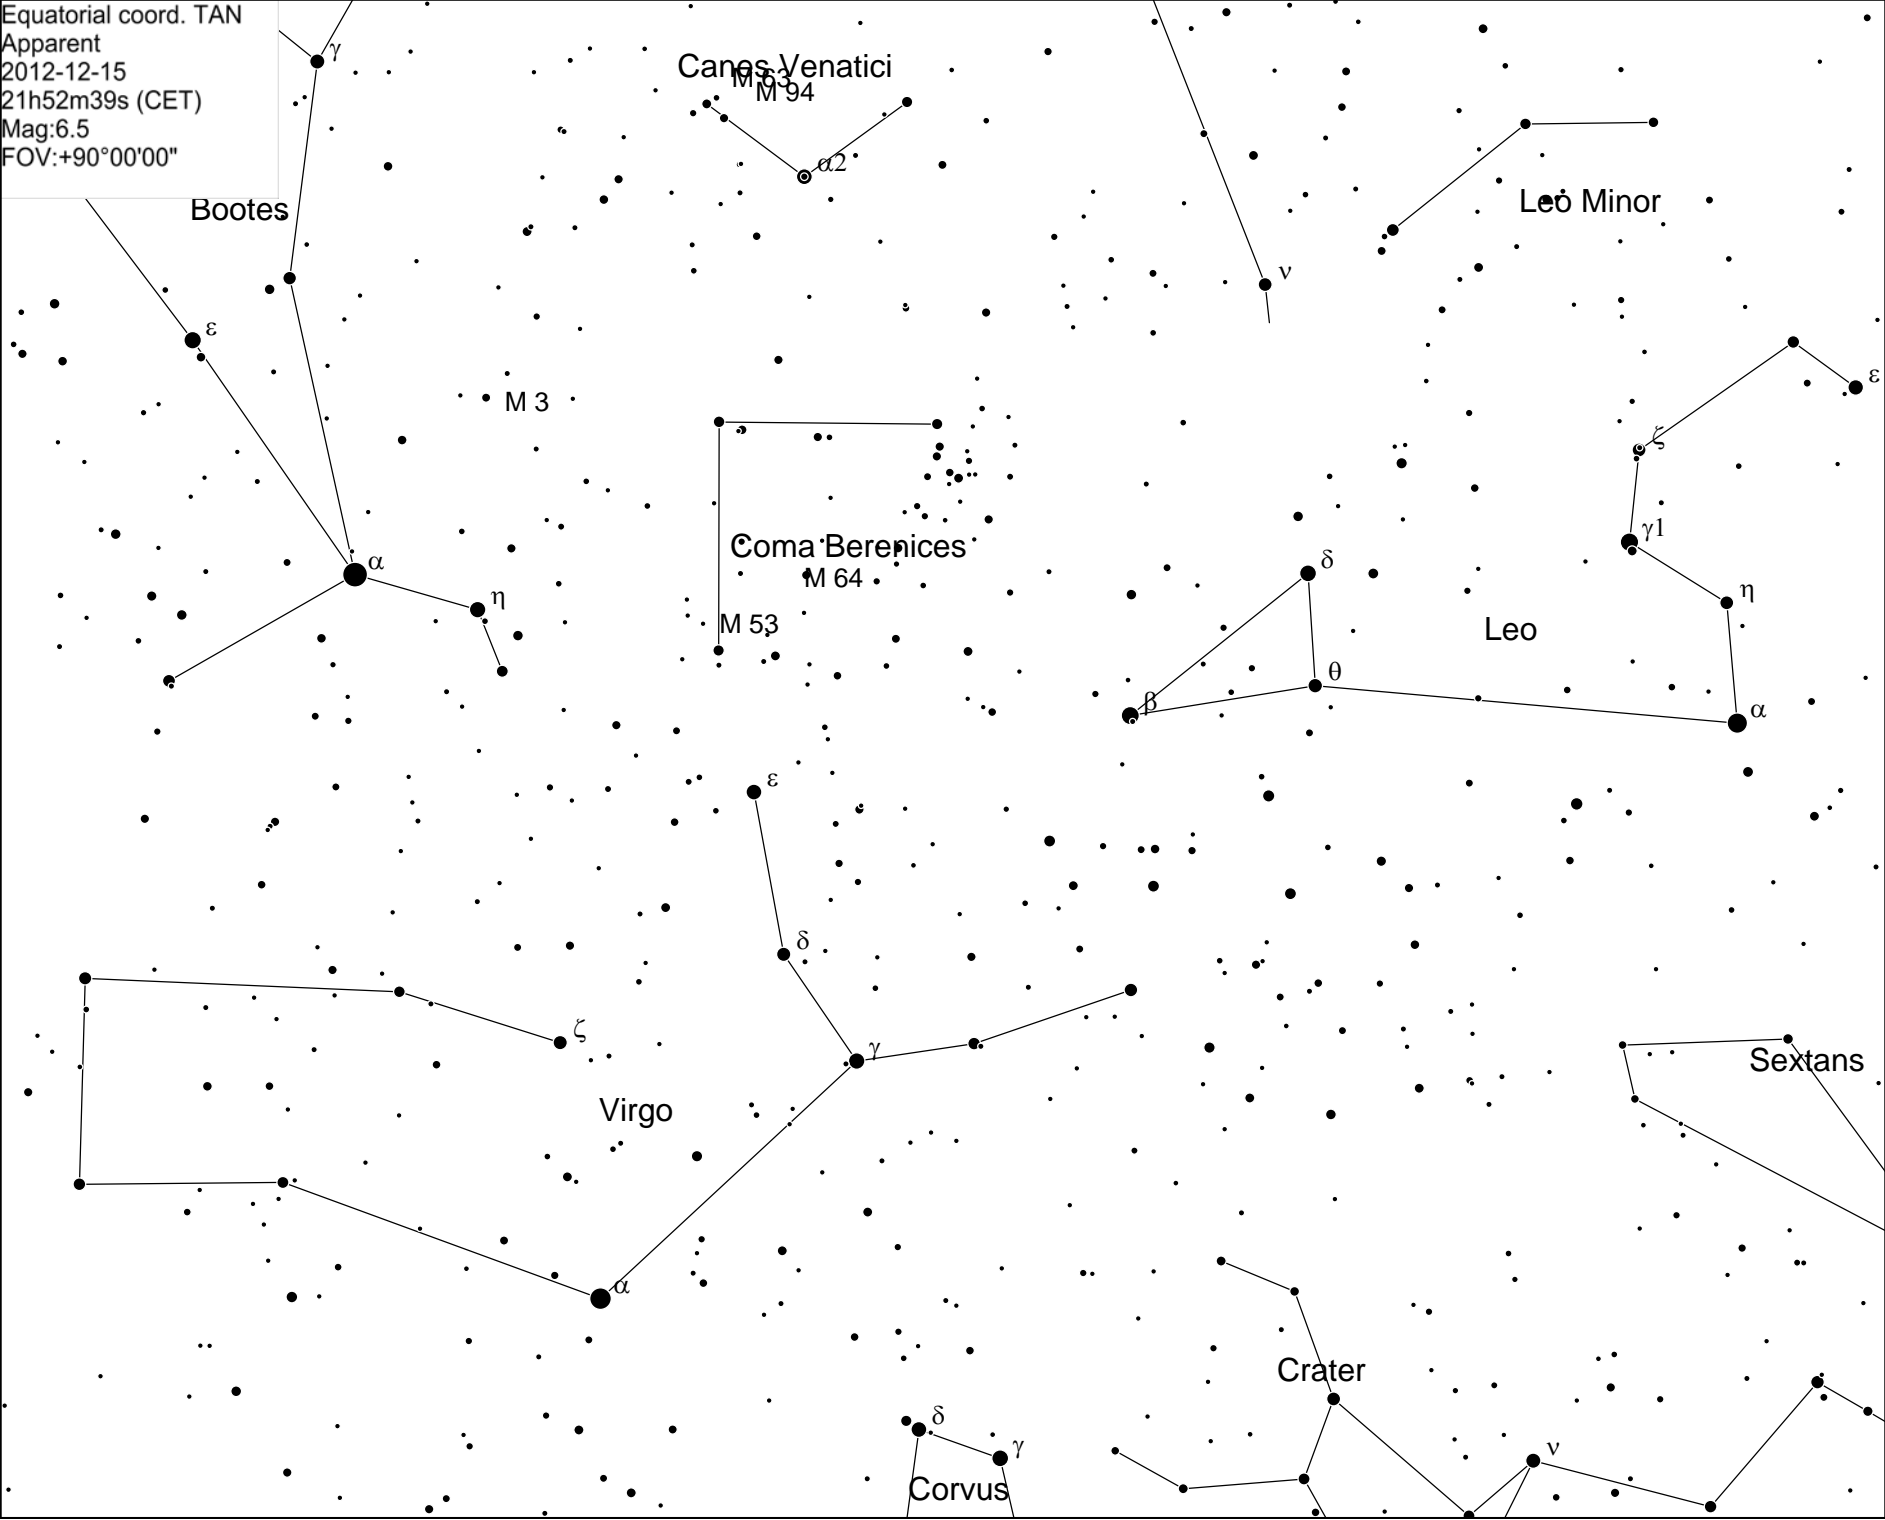 Equatorial coord. TAN
Apparent
2012-12-15
21h52m39s (CET)
Mag:6.5
FOV:+90°00'00"
γ
Canes Venatici
M 63
M 94
α2
Leo Minor
Bootes
ν
ε
ε
M 3
ζ
γ1
Coma Berenices
δ
α
M 64
η
η
M 53
Leo
θ
β
α
ε
δ
ζ
γ
Sextans
Virgo
α
Crater
δ
γ
ν
Corvus